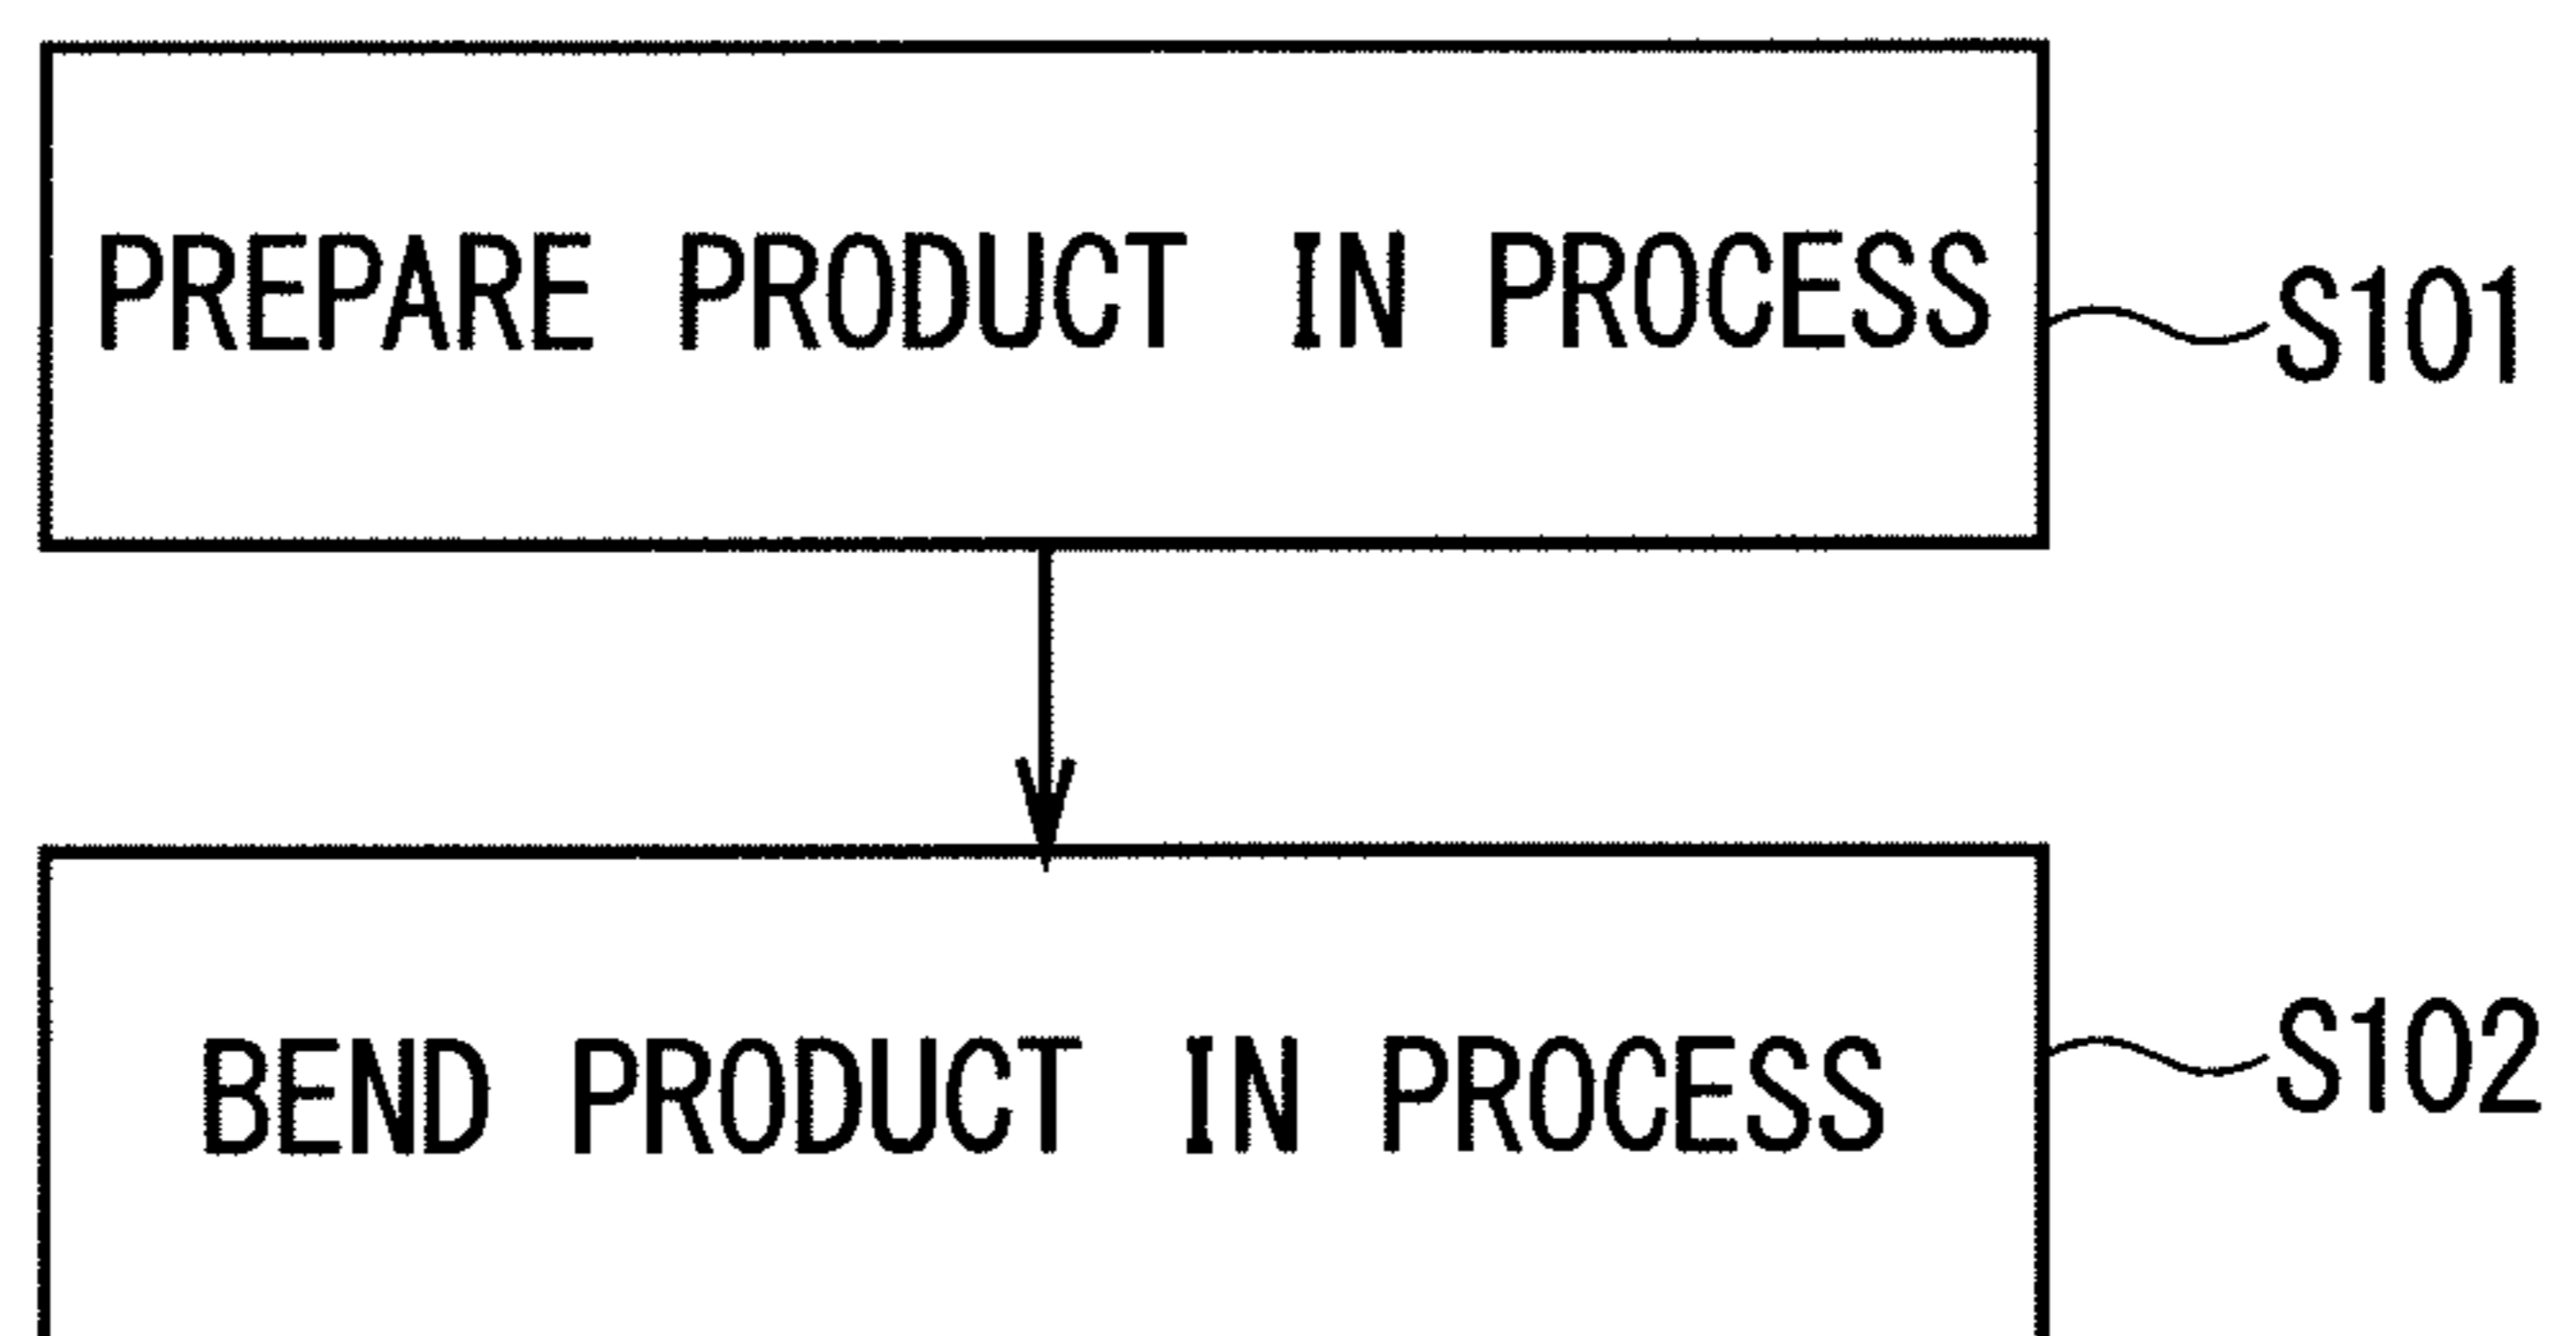 PREPARE PRODUCT IN PROCESS
S101
BEND PRODUCT IN PROCESS
S102